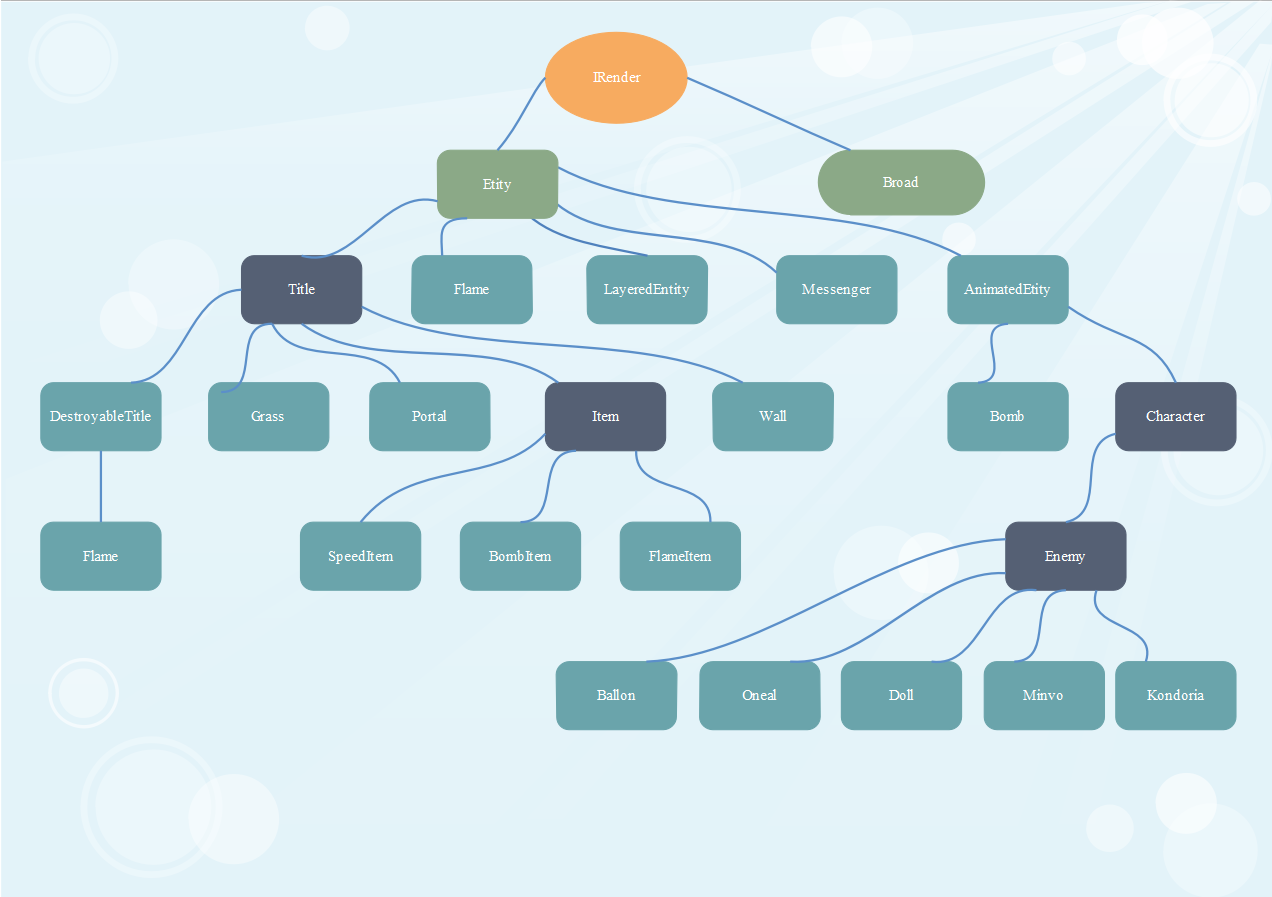 IRender
Etity
Broad
Title
Flame
LayeredEntity
Messenger
AnimatedEtity
DestroyableTitle
Grass
Portal
Item
Wall
Bomb
Character
Flame
SpeedItem
BombItem
FlameItem
Enemy
Ballon
Oneal
Doll
Minvo
Kondoria